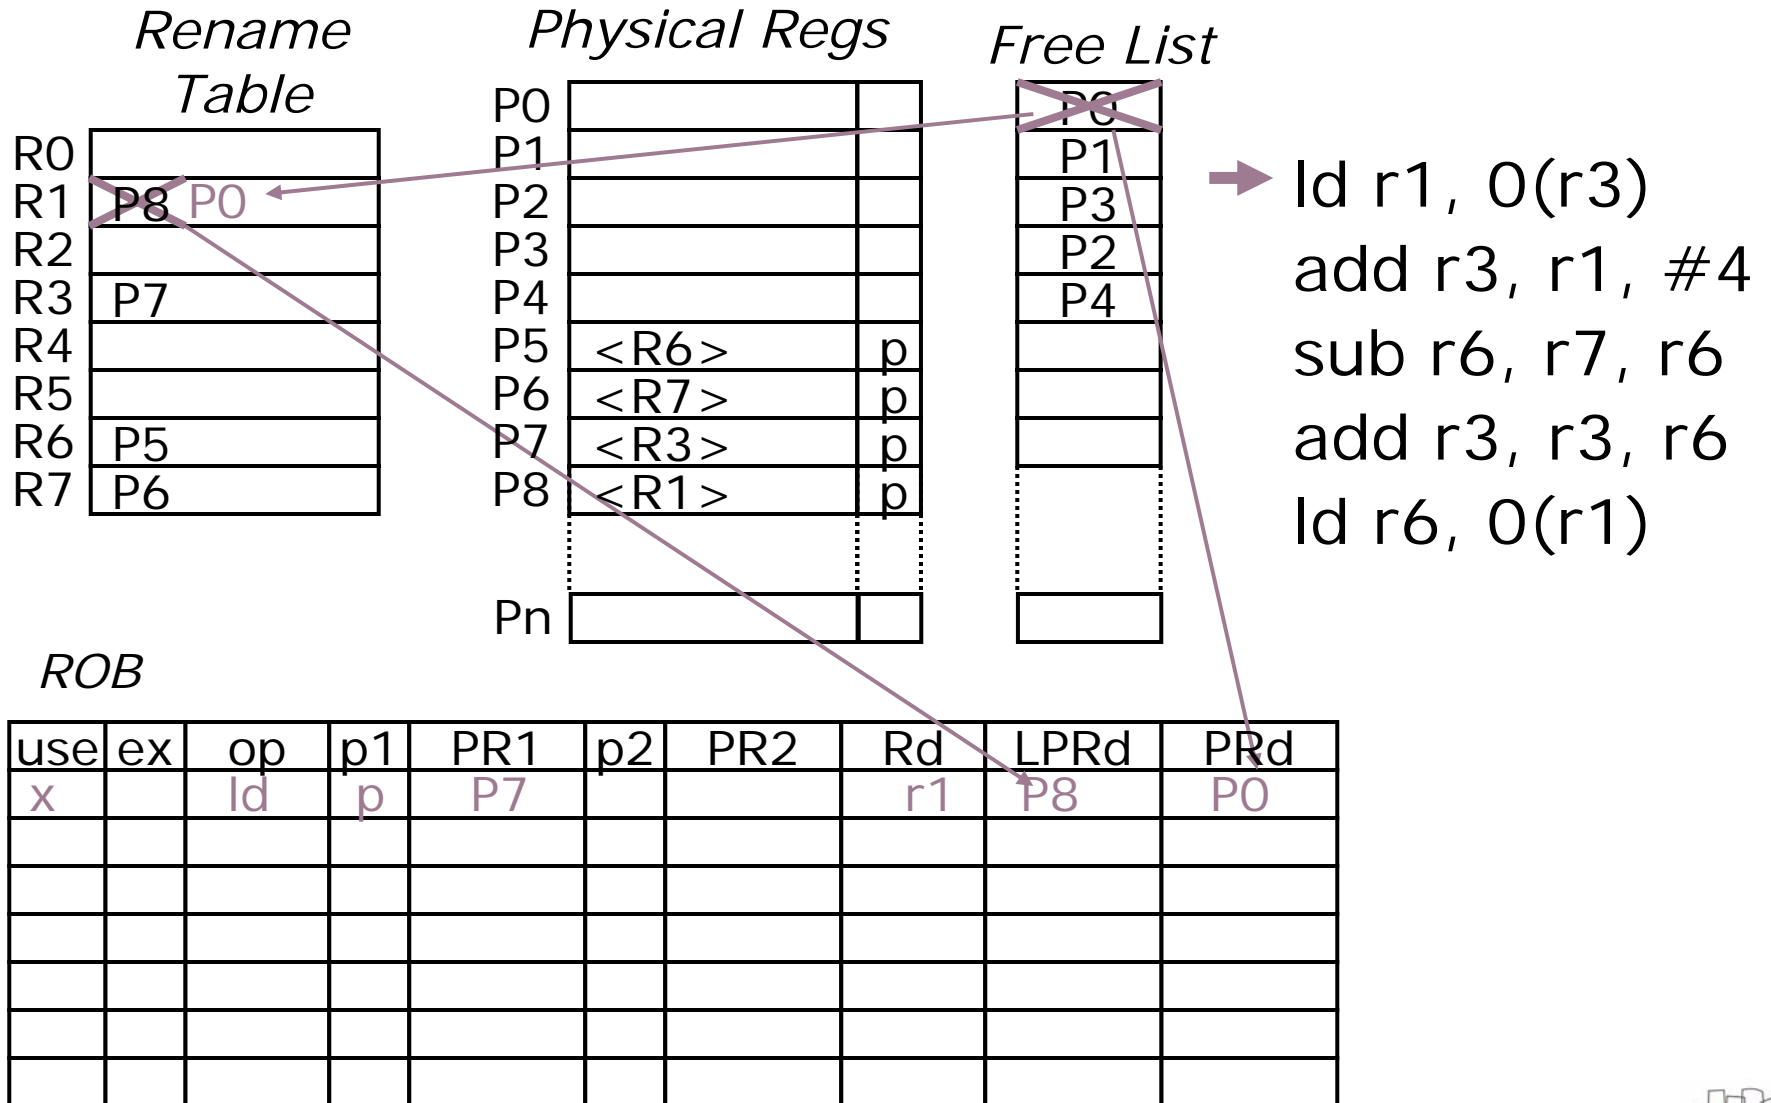 Rename Table
Physical Regs
Free List
R0
R1 P8 P0
R2
R3 P7
R4
R5
R6 P5
R7 P6
P0
P1
P2
P3
P4
P5 <R6> p
P6 <R7> p
P7 <R3> p
P8 <R1> p
Pn
P0
P1
P3
P2
P4
ld r1, 0(r3)
add r3, r1, #4
sub r6, r7, r6
add r3, r3, r6
ld r6, 0(r1)
ROB
use ex op p1 PR1 p2 PR2 Rd LPRd PRd
x ld p P7 r1 P8 P0